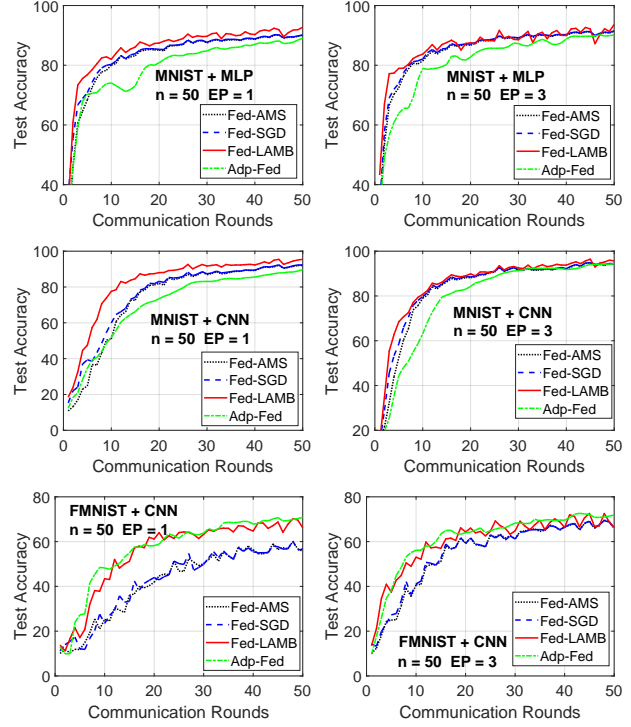 100
80
60
40
Test Accuracy
MNIST + MLP
n = 50 EP = 1
Fed-AMS
Fed-SGD
Fed-LAMB
Adp-Fed
0 10 20 30 40 50
Communication Rounds
100
80
60
40
Test Accuracy
MNIST + MLP
n = 50 EP = 3
Fed-AMS
Fed-SGD
Fed-LAMB
Adp-Fed
0 10 20 30 40 50
Communication Rounds
100
80
60
40
20
0
Test Accuracy
MNIST + CNN
n = 50 EP = 1
Fed-AMS
Fed-SGD
Fed-LAMB
Adp-Fed
0 10 20 30 40 50
Communication Rounds
100
80
60
40
20
Test Accuracy
MNIST + CNN
n = 50 EP = 3
Fed-AMS
Fed-SGD
Fed-LAMB
Adp-Fed
0 10 20 30 40 50
Communication Rounds
80
60
40
20
0
Test Accuracy
FMNIST + CNN
n = 50 EP = 1
Fed-AMS
Fed-SGD
Fed-LAMB
Adp-Fed
0 10 20 30 40 50
Communication Rounds
80
60
40
20
0
Test Accuracy
Fed-AMS
Fed-SGD
Fed-LAMB
Adp-Fed
FMNIST + CNN
n = 50 EP = 3
0 10 20 30 40 50
Communication Rounds